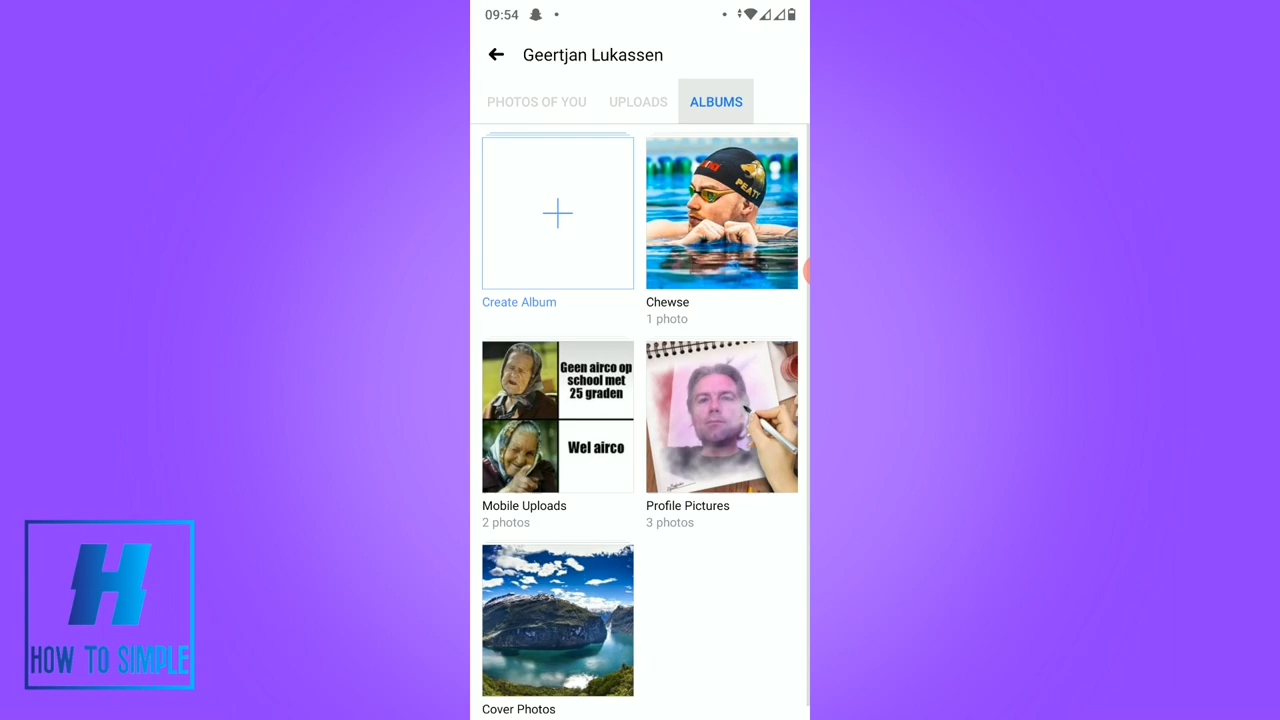 09:54
Geertjan Lukassen
PHOTOS OF YOU
UPLOADS
ALBUMS
PEATY
Create Album
Chewse
1 photo
Geen airco op
school met
25 graden
Wel airco
Mobile Uploads
2 photos
Profile Pictures
3 photos
Cover Photos
H
HOW TO SIMPLE